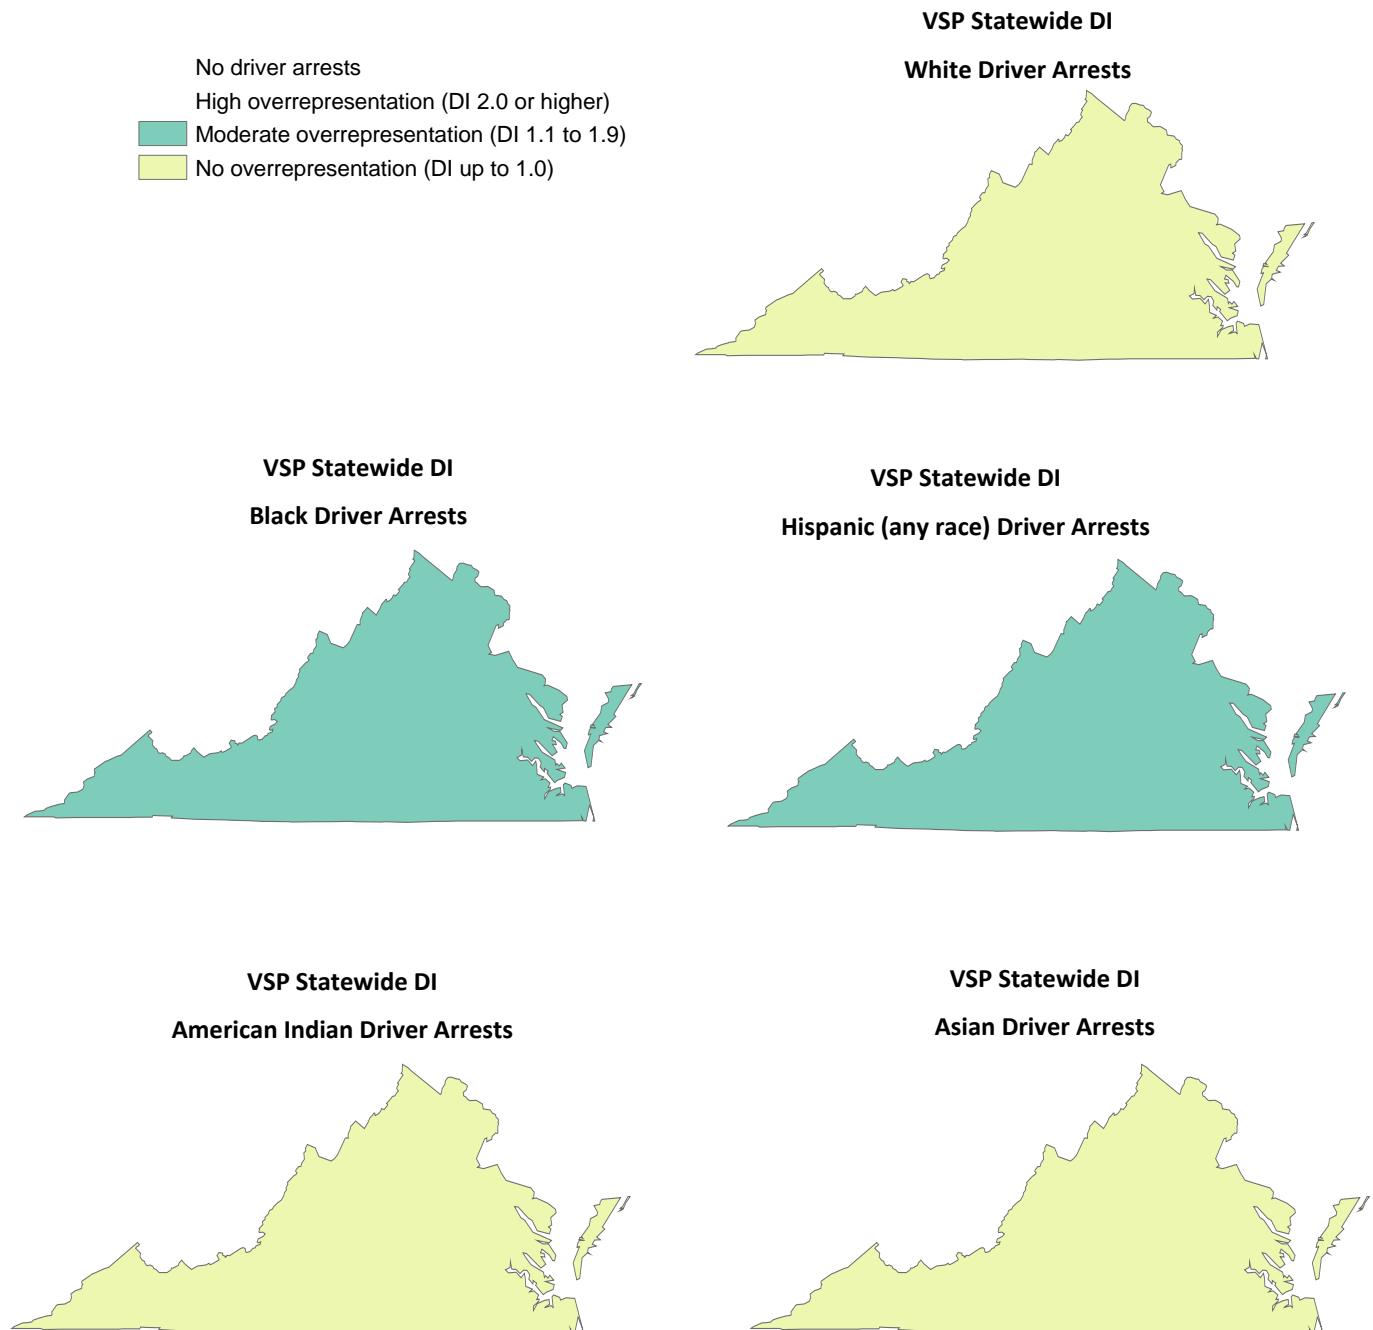 VSP Statewide DI
White Driver Arrests
No driver arrests
High overrepresentation (DI 2.0 or higher)
Moderate overrepresentation (DI 1.1 to 1.9)
No overrepresentation (DI up to 1.0)
VSP Statewide DI
Black Driver Arrests
VSP Statewide DI
Hispanic (any race) Driver Arrests
VSP Statewide DI
American Indian Driver Arrests
VSP Statewide DI
Asian Driver Arrests